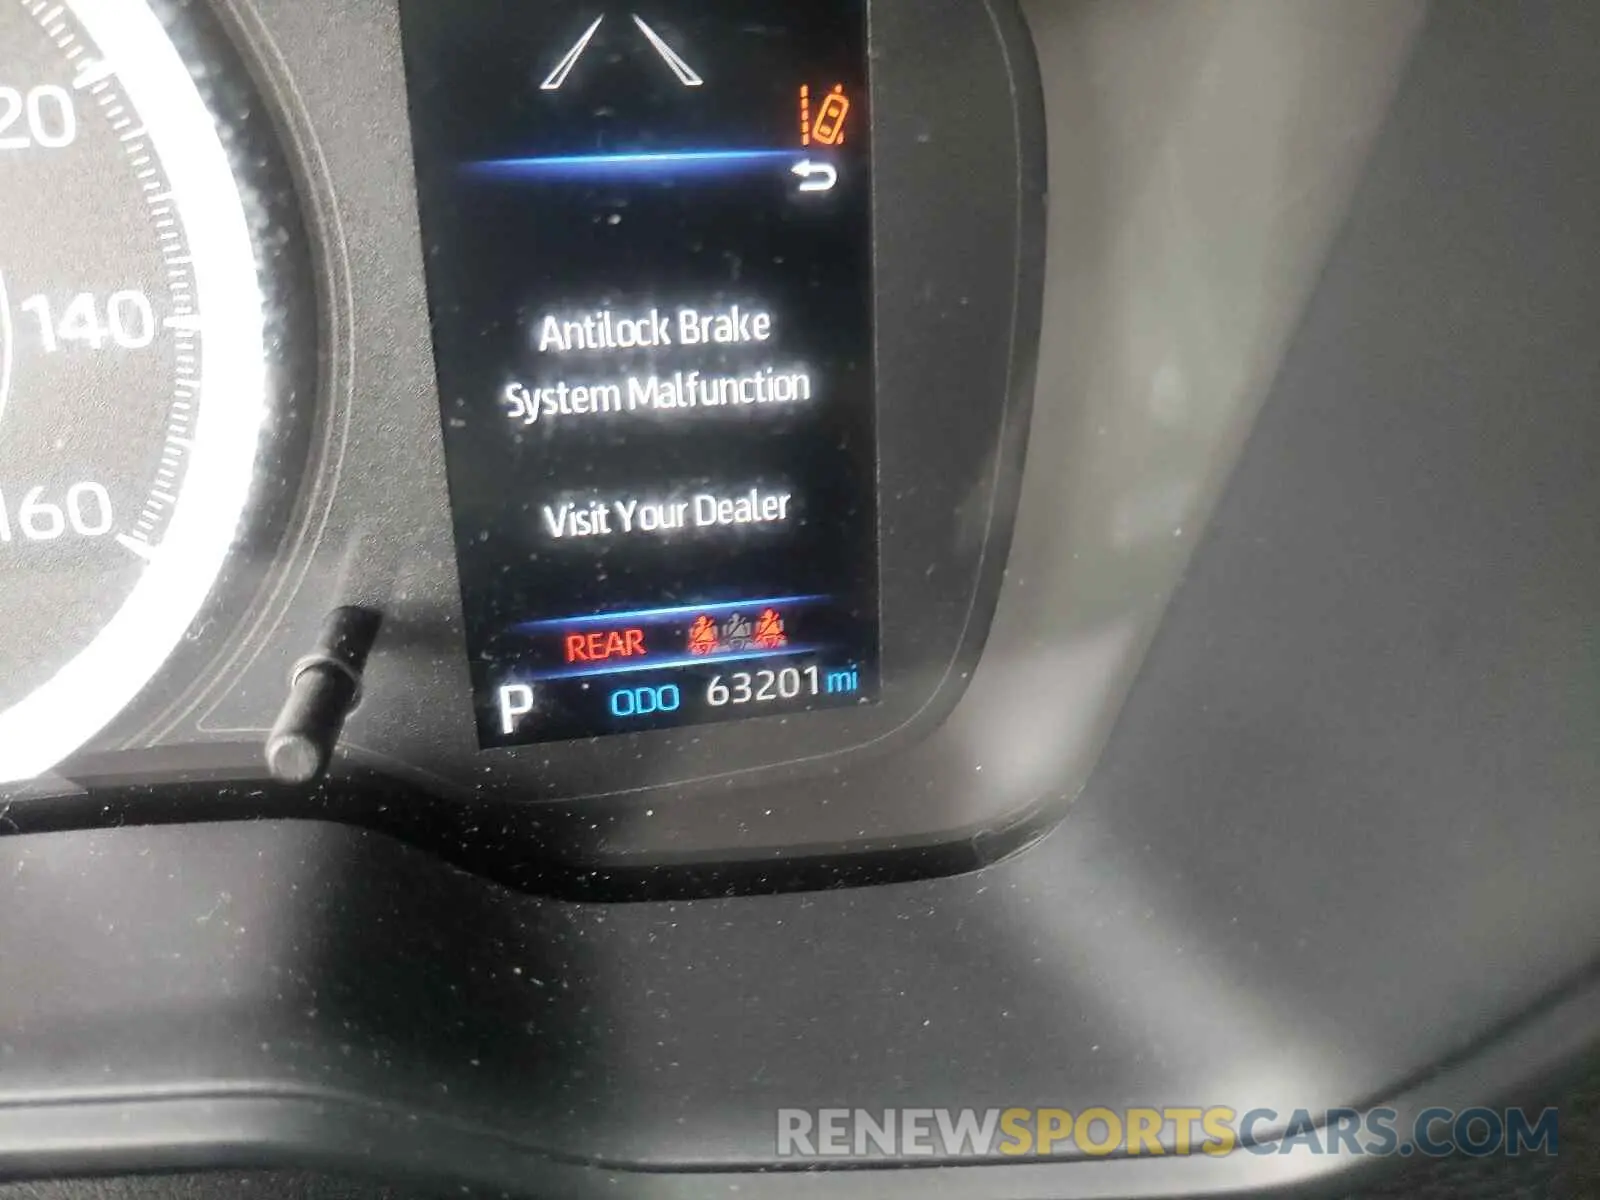 20
140
160
Antilock Brake
System Malfunction
Visit Your Dealer
REAR
P ODO 63201 mi
RENEWSPORTSCARS.COM